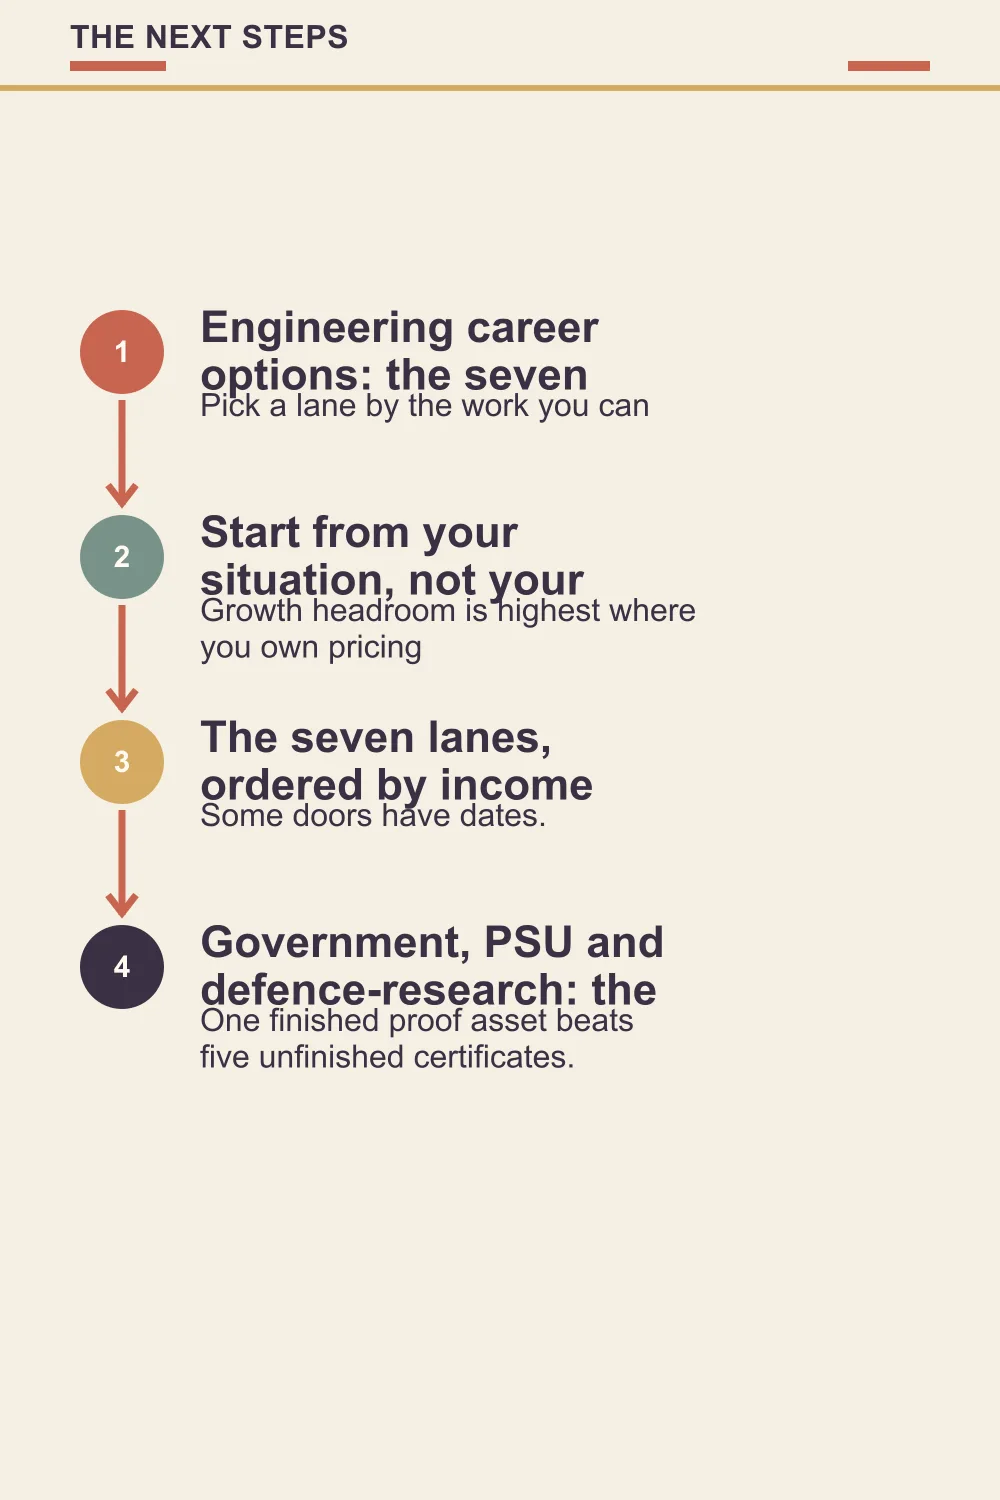 THE NEXT STEPS
1
Engineering career
options: the seven
Pick a lane by the work you can
2
Start from your
situation, not your
Growth headroom is highest where
you own pricing
3
The seven lanes,
ordered by income
Some doors have dates.
4
Government, PSU and
defence-research: the
One finished proof asset beats
five unfinished certificates.